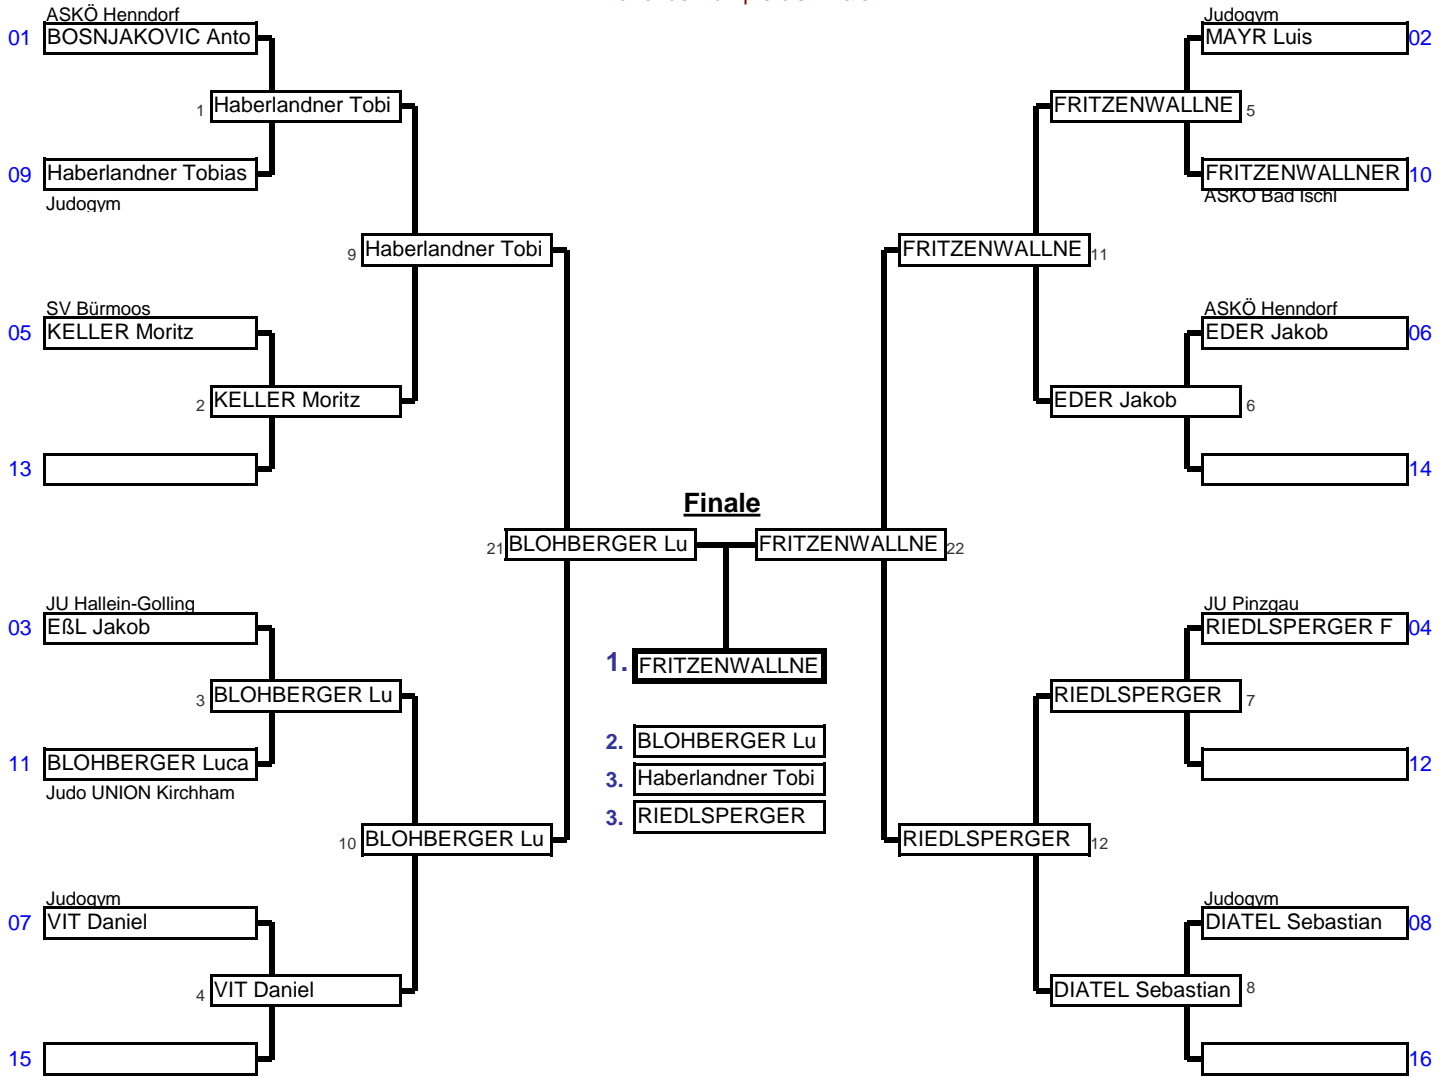 ASKÖ Henndorf
01 BOSNJAKOVIC Anto
1 Haberlandner Tobi
09 Haberlandner Tobias
Judogym
9 Haberlandner Tobi
SV Bürmoos
05 KELLER Moritz
2 KELLER Moritz
13
21 BLOHBERGER Lu
JU Hallein-Golling
03 EßL Jakob
3 BLOHBERGER Lu
11 BLOHBERGER Luca
Judo UNION Kirchham
10 BLOHBERGER Lu
Judogym
07 VIT Daniel
4 VIT Daniel
15
Finale
1. FRITZENWALLNE
2. BLOHBERGER Lu
3. Haberlandner Tobi
3. RIEDLSPERGER
Judogym
MAYR Luis 02
FRITZENWALLNE 5
FRITZENWALLNER 10
ASKÖ Bad Ischl
FRITZENWALLNE 11
ASKÖ Henndorf
EDER Jakob 06
EDER Jakob 6
14
FRITZENWALLNE 22
JU Pinzgau
RIEDLSPERGER F 04
RIEDLSPERGER 7
12
RIEDLSPERGER 12
Judogym
DIATEL Sebastian 08
DIATEL Sebastian 8
16